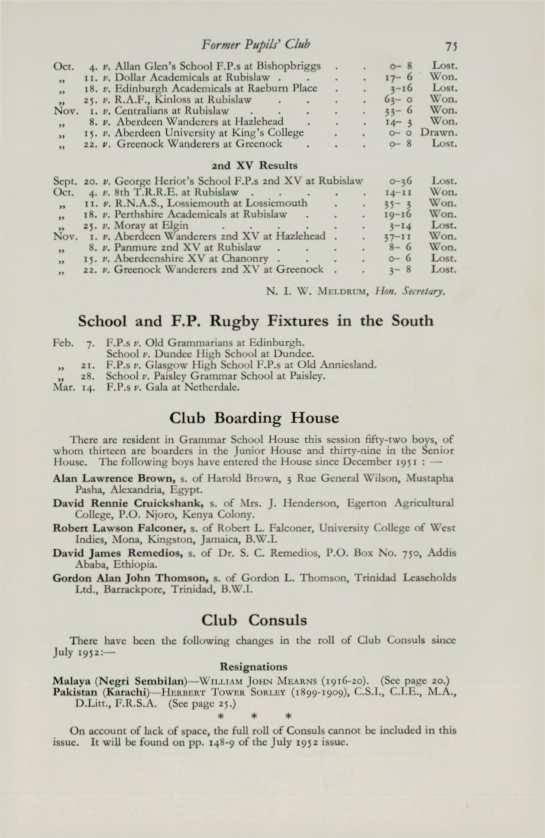 Former Pupils' Club 75
Oct. 4. v. Allan Glen's School F.P.s at Bishopbriggs . . 0– 8 Lost.
„ 11. v. Dollar Academicals at Rubislaw . . . . 17– 6 Won.
„ 18. v. Edinburgh Academicals at Raeburn Place . . 3–16 Lost.
„ 25. v. R.A.F., Kinloss at Rubislaw . . . . 63– 0 Won.
Nov. 1. v. Centralians at Rubislaw . . . . . 33– 6 Won.
„ 8. v. Aberdeen Wanderers at Hazlehead . . . 14– 3 Won.
„ 15. v. Aberdeen University at King's College . . 0– 0 Drawn.
„ 22. v. Greenock Wanderers at Greenock . . . 0– 8 Lost.
2nd XV Results
Sept. 20. v. George Heriot's School F.P.s 2nd XV at Rubislaw 0–36 Lost.
Oct. 4. v. 8th T.R.R.E. at Rubislaw . . . . . 14–11 Won.
„ 11. v. R.N.A.S., Lossiemouth at Lossiemouth . . 35– 3 Won.
„ 18. v. Perthshire Academicals at Rubislaw . . . 19–16 Won.
„ 25. v. Moray at Elgin . . . . . . 3–14 Lost.
Nov. 1. v. Aberdeen Wanderers 2nd XV at Hazlehead . . 37–11 Won.
„ 8. v. Panmure 2nd XV at Rubislaw . . . . 8– 6 Won.
„ 15. v. Aberdeenshire XV at Chanonry . . . . 0– 6 Lost.
„ 22. v. Greenock Wanderers 2nd XV at Greenock . . 3– 8 Lost.
N. I. W. Meldrum, Hon. Secretary.
School and F.P. Rugby Fixtures in the South
Feb. 7. F.P.s v. Old Grammarians at Edinburgh.
School v. Dundee High School at Dundee.
„ 21. F.P.s v. Glasgow High School F.P.s at Old Anniesland.
„ 28. School v. Paisley Grammar School at Paisley.
Mar. 14. F.P.s v. Gala at Netherdale.
Club Boarding House
There are resident in Grammar School House this session fifty-two boys, of
whom thirteen are boarders in the Junior House and thirty-nine in the Senior
House. The following boys have entered the House since December 1951 : —
Alan Lawrence Brown, s. of Harold Brown, 3 Rue General Wilson, Mustapha
Pasha, Alexandria, Egypt.
David Rennie Cruickshank, s. of Mrs. J. Henderson, Egerton Agricultural
College, P.O. Njoro, Kenya Colony.
Robert Lawson Falconer, s. of Robert L. Falconer, University College of West
Indies, Mona, Kingston, Jamaica, B.W.I.
David James Remedios, s. of Dr. S. C. Remedios, P.O. Box No. 750, Addis
Ababa, Ethiopia.
Gordon Alan John Thomson, s. of Gordon L. Thomson, Trinidad Leaseholds
Ltd., Barrackpore, Trinidad, B.W.I.
Club Consuls
There have been the following changes in the roll of Club Consuls since
July 1952:—
Resignations
Malaya (Negri Sembilan)—William John Mearns (1916-20). (See page 20.)
Pakistan (Karachi)—Herbert Tower Sorley (1899-1909), C.S.I., C.I.E., M.A.,
D.Litt., F.R.S.A. (See page 25.)
* * *
On account of lack of space, the full roll of Consuls cannot be included in this
issue. It will be found on pp. 148-9 of the July 1952 issue.